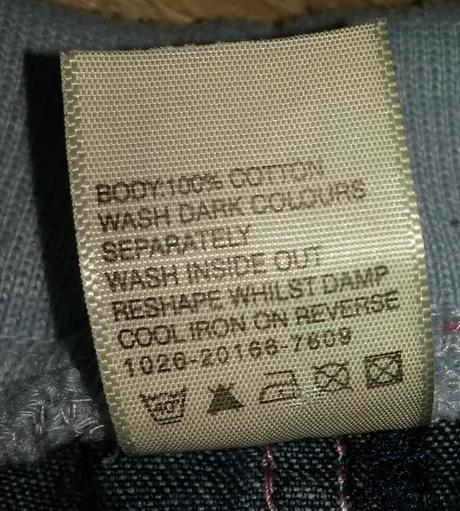 BODY:100% COTTON
WASH DARK COLOURS
SEPARATELY
WASH INSIDE OUT
RESHAPE WHILST DAMP
COOL IRON ON REVERSE
1026-20166-7609
40°